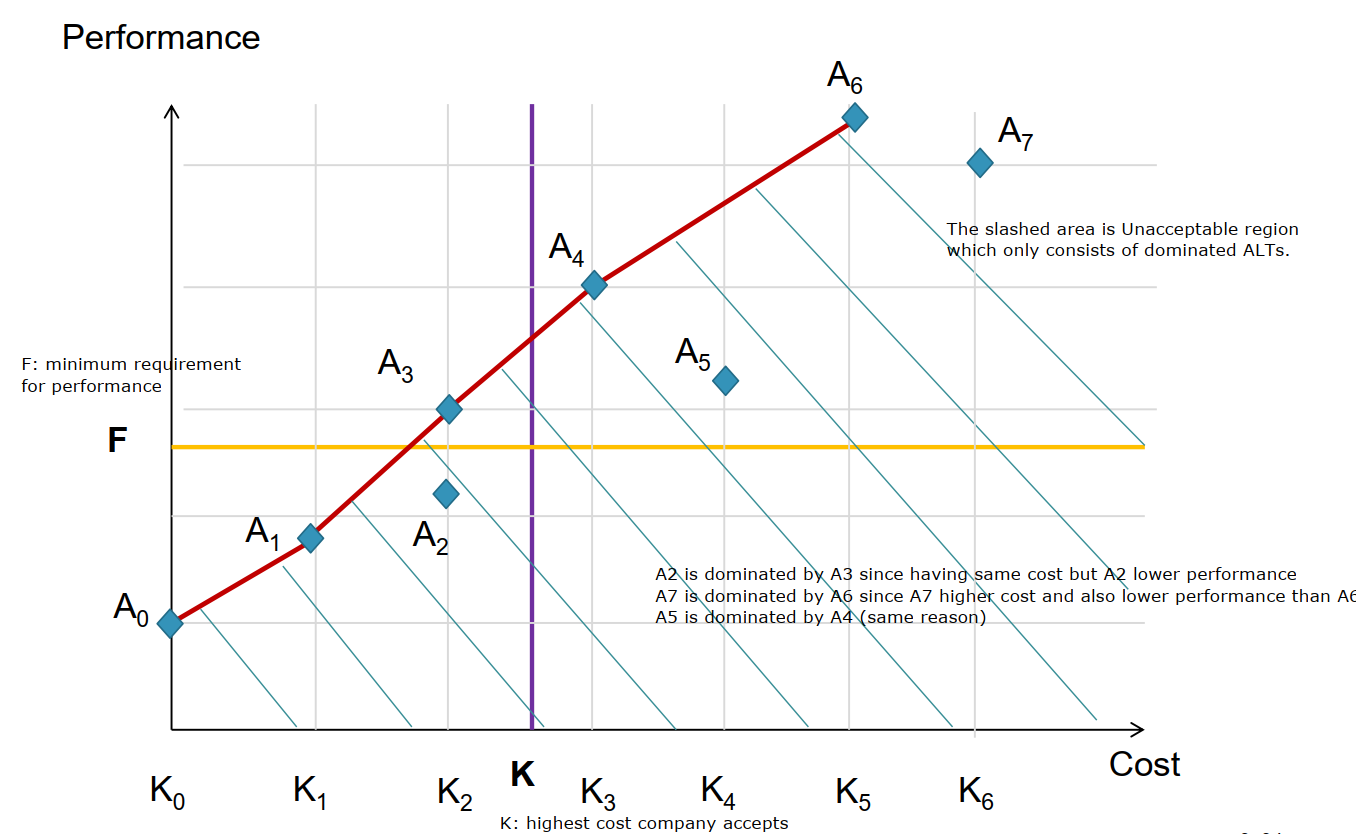 Performance
A6
A7
The slashed area is Unacceptable region
which only consists of dominated ALTs.
A4
A5
A3
F: minimum requirement
for performance
F
A1
A2
A2 is dominated by A3 since having same cost but A2 lower performance
A7 is dominated by A6 since A7 higher cost and also lower performance than A6
A5 is dominated by A4 (same reason)
A0
Cost
K0 K1 K2 K K3 K4 K5 K6
K: highest cost company accepts